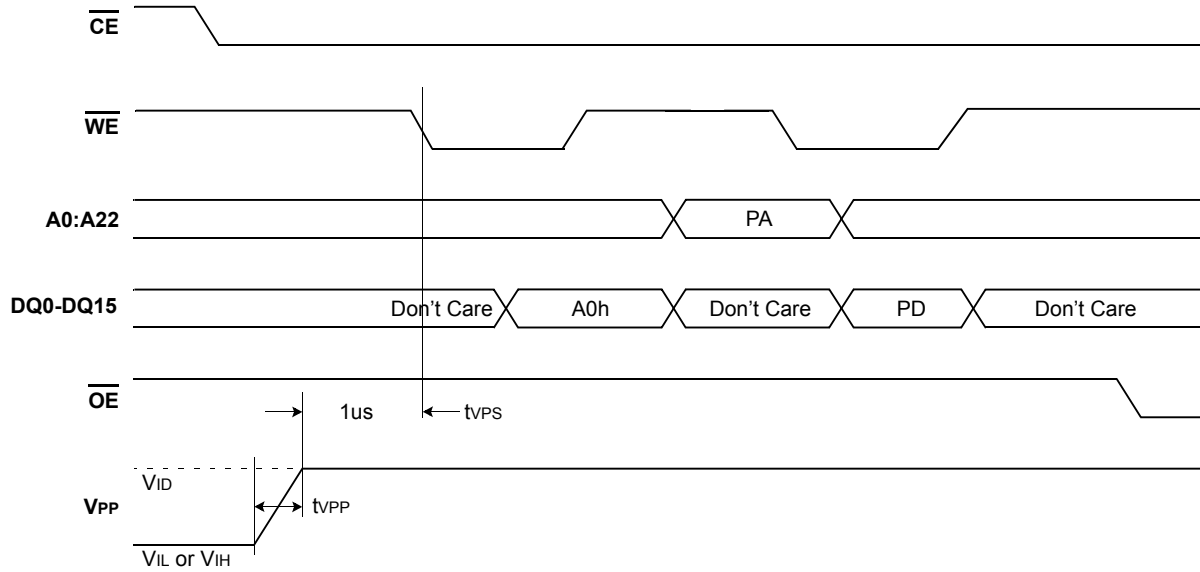 CE
WE
A0:A22
PA
DQ0-DQ15
Don't Care
A0h
Don't Care
PD
Don't Care
OE
1us
tVPS
VID
VPP
tVPP
VIL or VIH